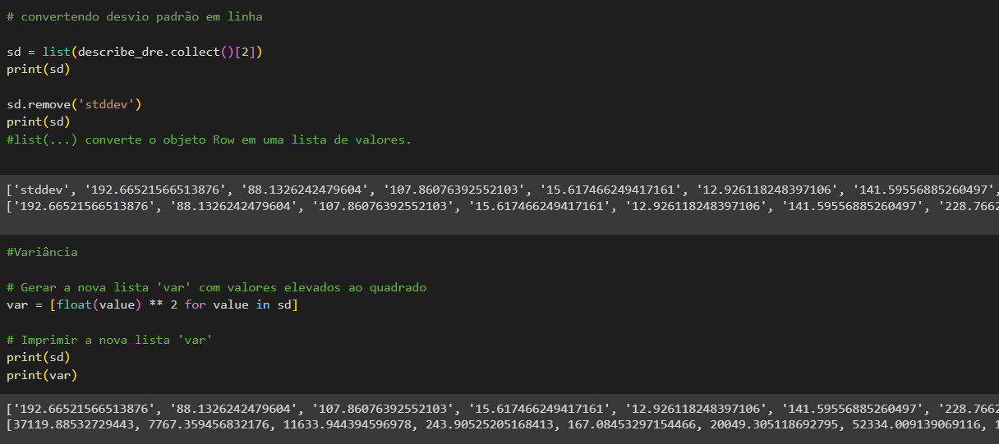 # convertendo desvio padrão em linha
sd = list(describe_dre.collect()[2])
print(sd)
sd.remove('stddev')
print(sd)
#list(...) converte o objeto Row em uma lista de valores.
['stddev', '192.66521566513876', '88.1326242479604', '107.86076392552103', '15.617466249417161', '12.926118248397106', '141.59556885260497',
['192.66521566513876', '88.1326242479604', '107.86076392552103', '15.617466249417161', '12.926118248397106', '141.59556885260497', '228.7662
#Variância
# Gerar a nova lista 'var' com valores elevados ao quadrado
var = [float(value) ** 2 for value in sd]
# Imprimir a nova lista 'var'
print(sd)
print(var)
['192.66521566513876', '88.1326242479604', '107.86076392552103', '15.617466249417161', '12.926118248397106', '141.59556885260497', '228.7662
[37119.88532729443, 7767.359456832176, 11633.944394596978, 243.90525205168413, 167.08453297154466, 20049.305118692795, 52334.009139069116, 1